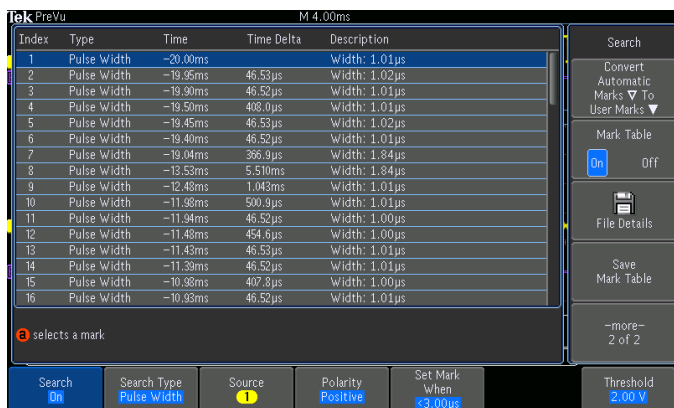 Tek PreVu M 4.00ms
Index Type Time Time Delta Description
1 Pulse Width -20.00ms Width: 1.01µs
2 Pulse Width -19.95ms 46.53µs Width: 1.02µs
3 Pulse Width -19.90ms 46.52µs Width: 1.01µs
4 Pulse Width -19.50ms 408.0µs Width: 1.01µs
5 Pulse Width -19.45ms 46.53µs Width: 1.02µs
6 Pulse Width -19.40ms 46.52µs Width: 1.01µs
7 Pulse Width -19.04ms 366.9µs Width: 1.84µs
8 Pulse Width -13.53ms 5.510ms Width: 1.84µs
9 Pulse Width -12.48ms 1.043ms Width: 1.01µs
10 Pulse Width -11.98ms 500.9µs Width: 1.01µs
11 Pulse Width -11.94ms 46.52µs Width: 1.00µs
12 Pulse Width -11.48ms 454.6µs Width: 1.00µs
13 Pulse Width -11.43ms 46.53µs Width: 1.01µs
14 Pulse Width -11.39ms 46.52µs Width: 1.01µs
15 Pulse Width -10.98ms 407.8µs Width: 1.00µs
16 Pulse Width -10.93ms 46.52µs Width: 1.01µs
a selects a mark
Search
Convert
Automatic
Marks ▽ To
User Marks ▼
Mark Table
On Off
File Details
Save
Mark Table
-more-
2 of 2
Search
On
Search Type
Pulse Width
Source
1
Polarity
Positive
Set Mark
When
<3.00µs
Threshold
2.00 V